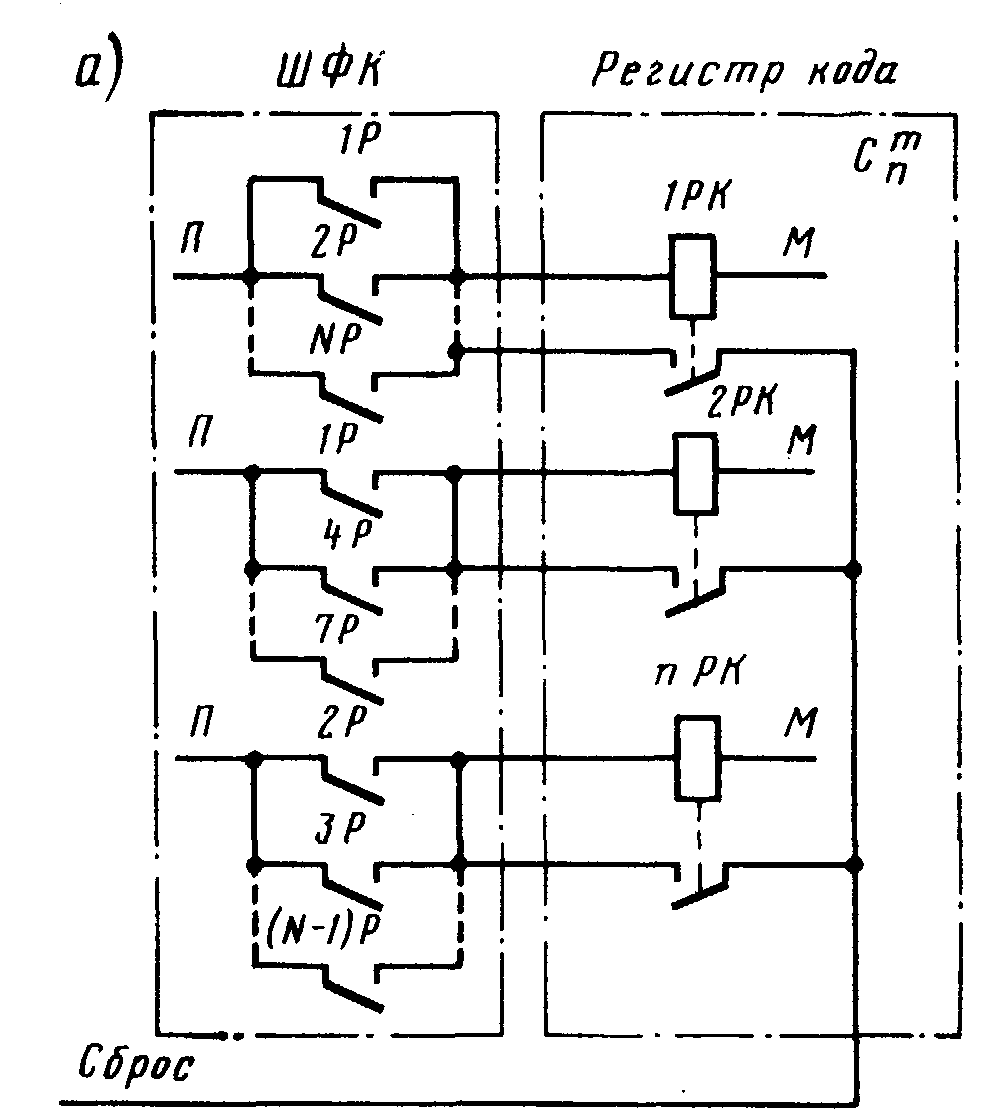 а) ШФК Регистр кода
C m n
1Р
1РК
П 2Р М
NР
2РК
1Р
П М
4Р
7Р
n РК
П 2Р М
3Р
(N-1)Р
Сброс